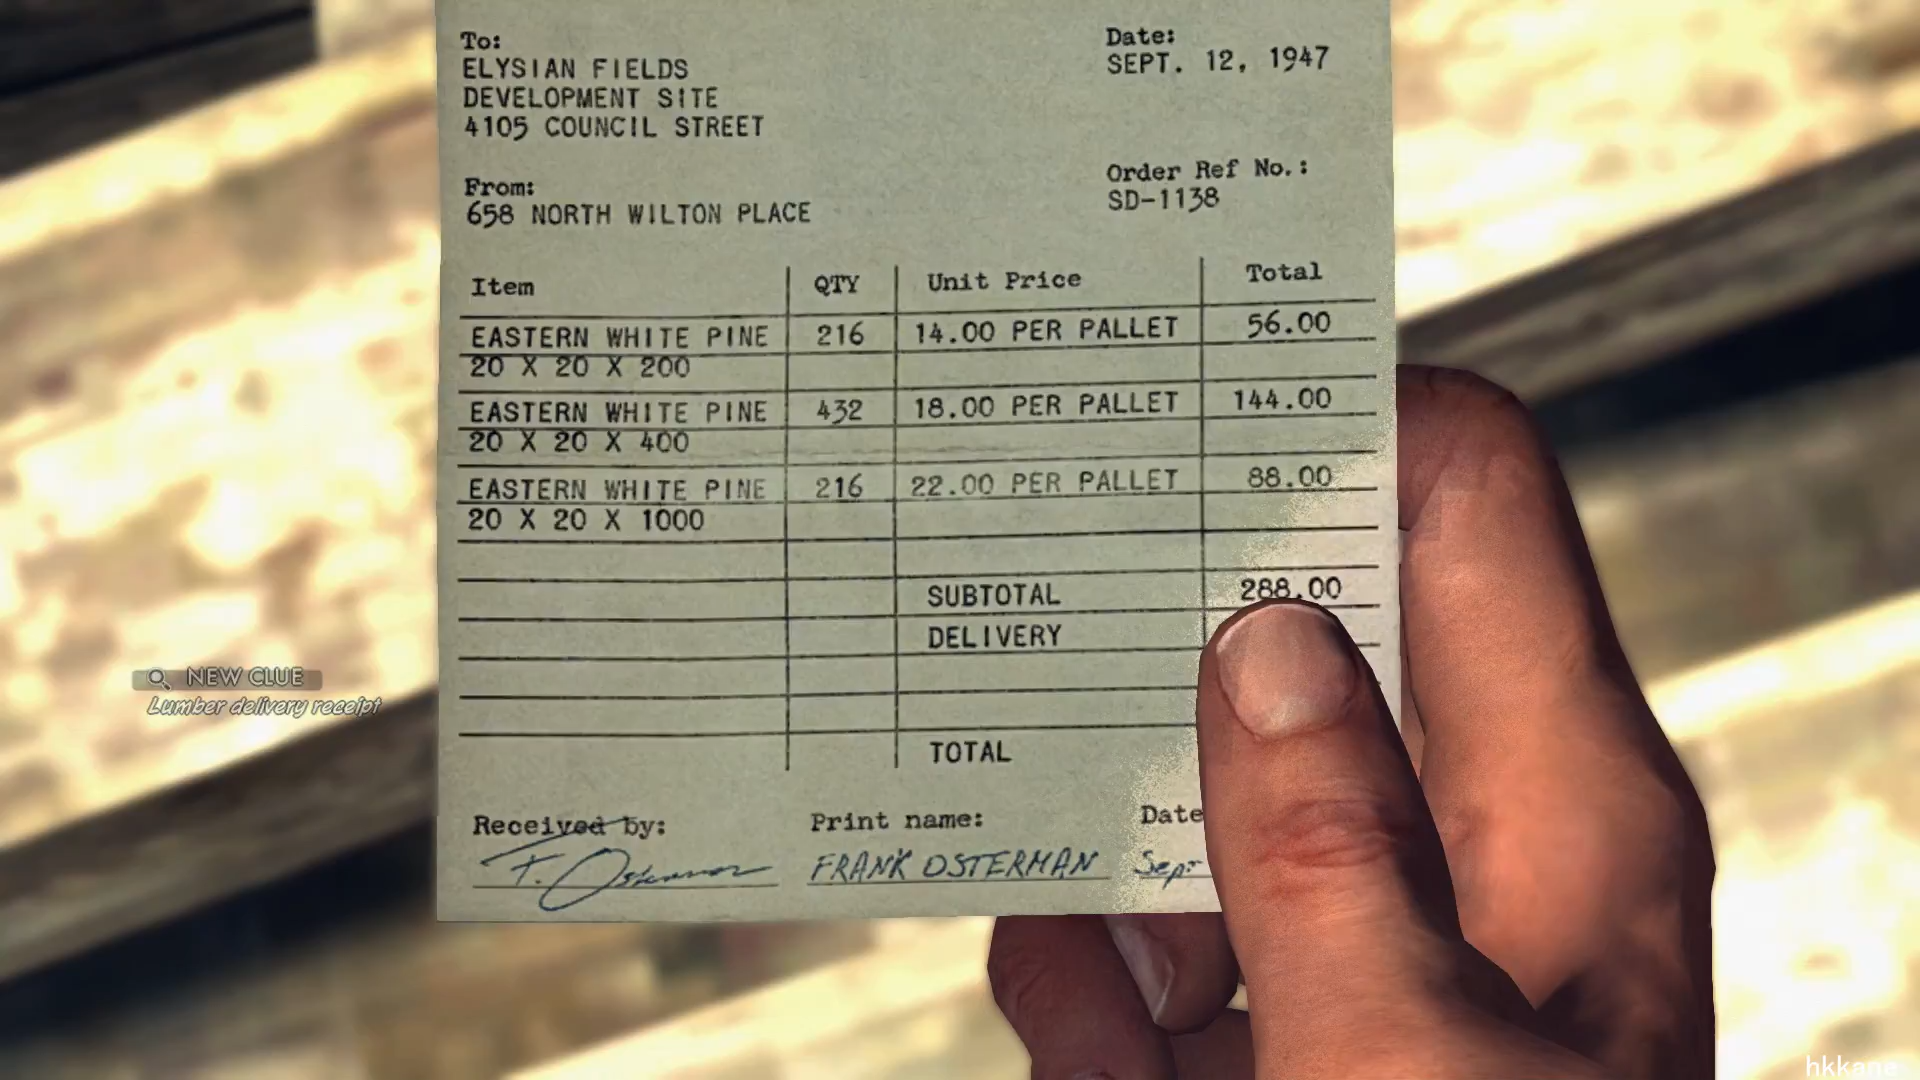 To:
ELYSIAN FIELDS
DEVELOPMENT SITE
4105 COUNCIL STREET
Date:
SEPT. 12, 1947
From:
658 NORTH WILTON PLACE
Order Ref No.:
SD-1138
Item QTY Unit Price Total
EASTERN WHITE PINE 216 14.00 PER PALLET 56.00
20 X 20 X 200
EASTERN WHITE PINE 432 18.00 PER PALLET 144.00
20 X 20 X 400
EASTERN WHITE PINE 216 22.00 PER PALLET 88.00
20 X 20 X 1000
SUBTOTAL 288.00
DELIVERY
TOTAL
NEW CLUE
Lumber delivery receipt
Received by: Print name: Date
F. Osterman FRANK OSTERMAN Sept
hkkane